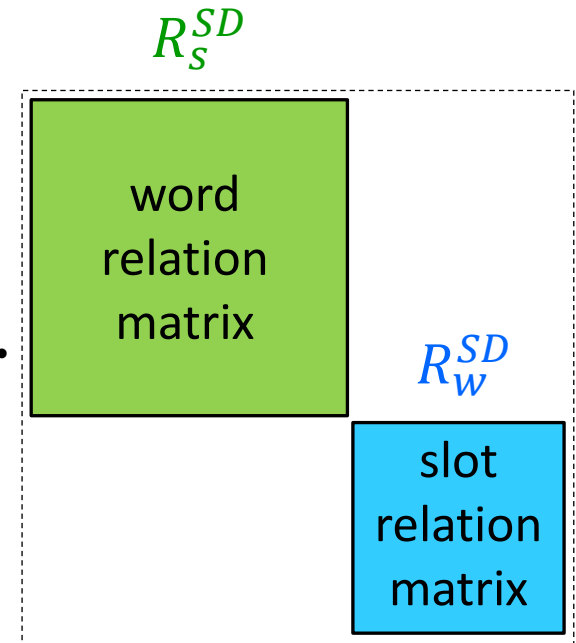 R_s^{SD}
word
relation
matrix
R_w^{SD}
slot
relation
matrix